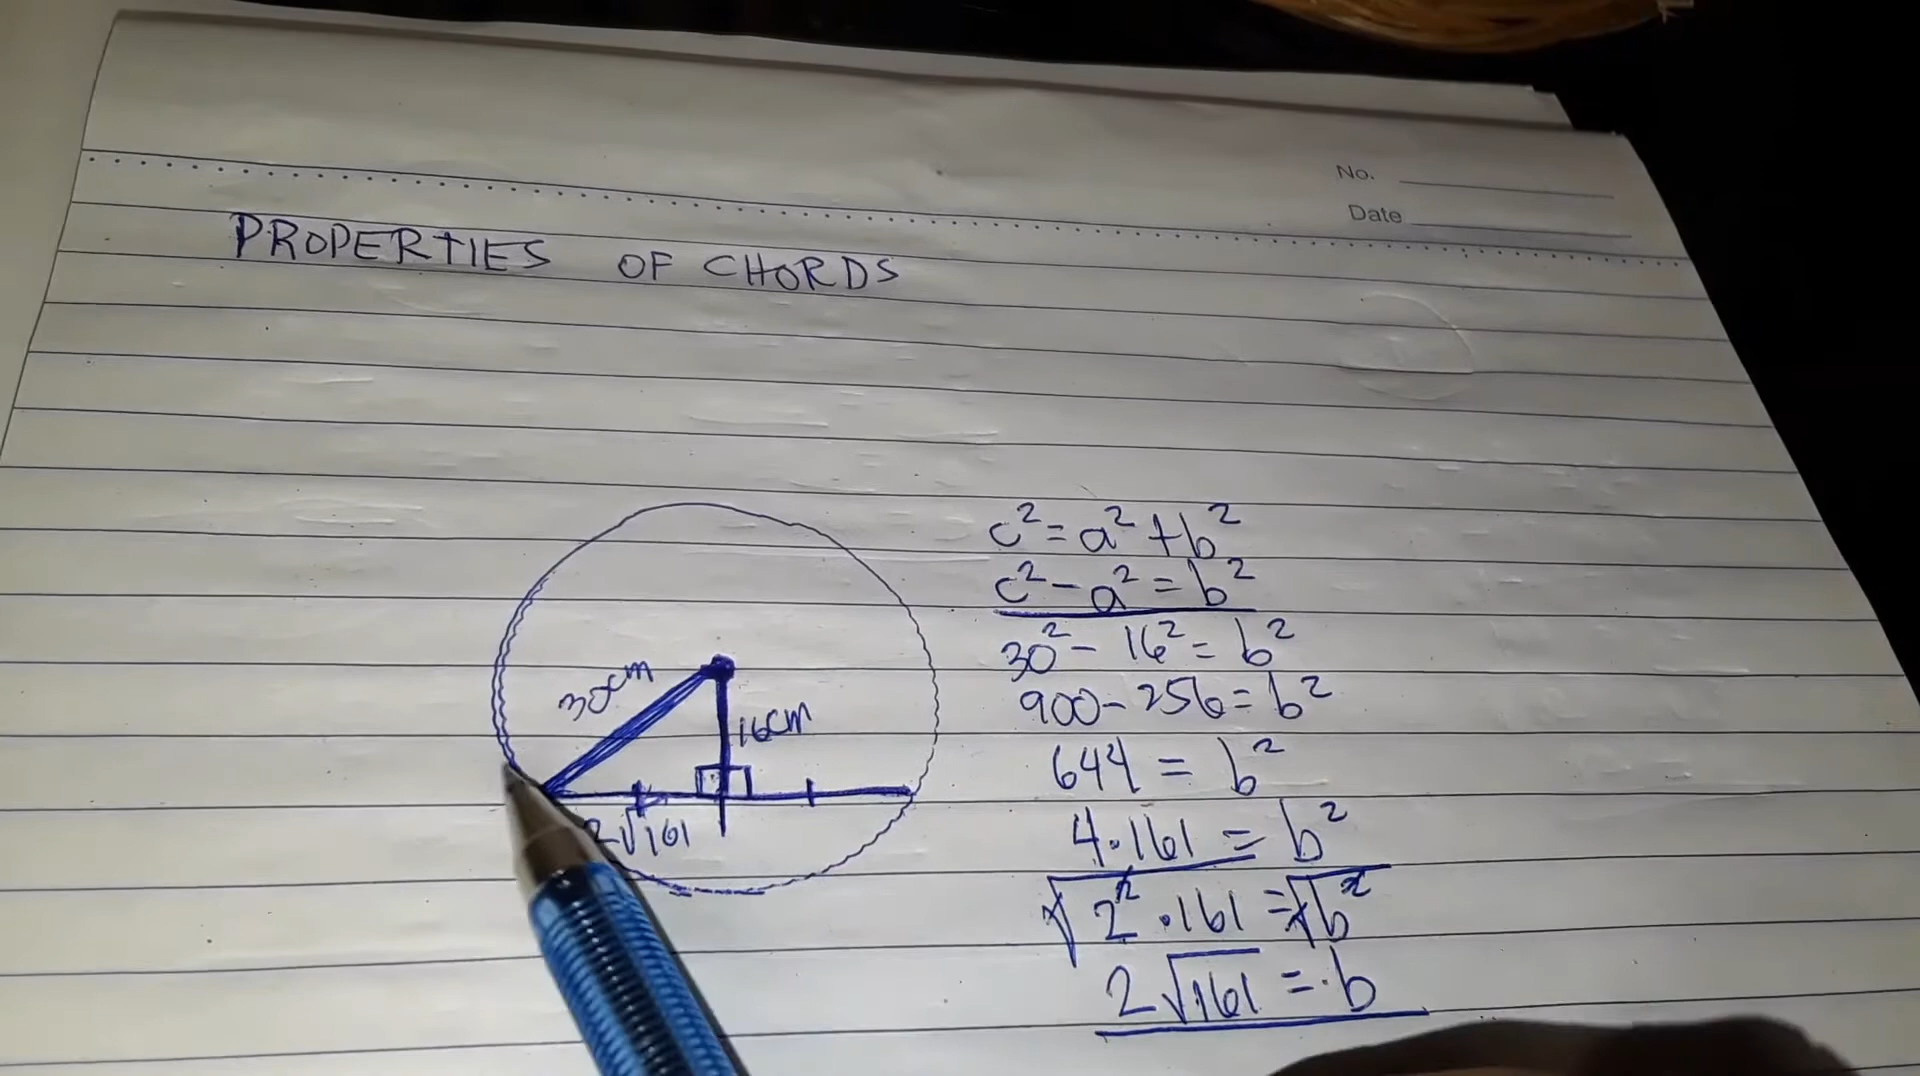 No.
Date
PROPERTIES OF CHORDS
30cm
16cm
2√161
c² = a² + b²
c² - a² = b²
30² - 16² = b²
900 - 256 = b²
644 = b²
4·161 = b²
√2²·161 = √b²
2√161 = b